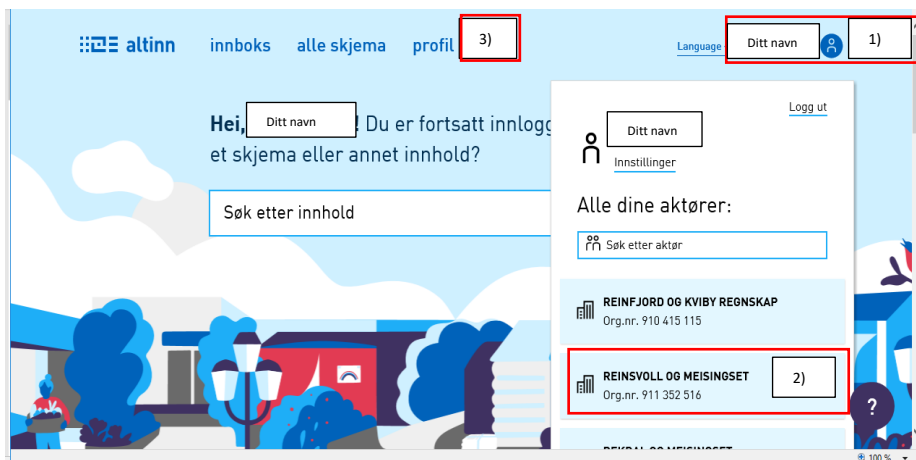 altinn innboks alle skjema profil 3) Language Ditt navn 1)
Logg ut
Hei, Ditt navn ! Du er fortsatt innlogg
et skjema eller annet innhold?
Ditt navn
Innstillinger
Søk etter innhold
Alle dine aktører:
Søk etter aktør
REINFJORD OG KVIBY REGNSKAP
Org.nr. 910 415 115
REINSVOLL OG MEISINGSET 2)
Org.nr. 911 352 516
?
100 %